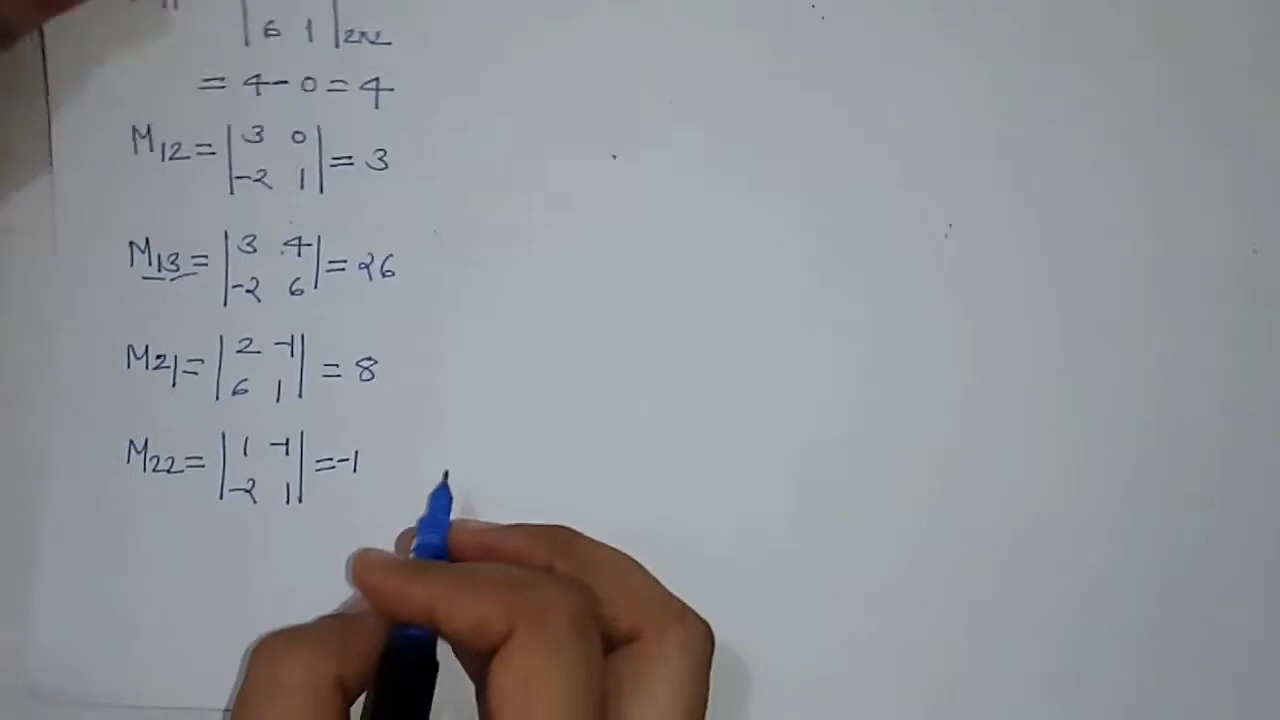 | 6 1 |2x2
= 4 - 0 = 4
M12 = | 3 0 |
| -2 1 | = 3
M13 = | 3 4 |
| -2 6 | = 26
M21 = | 2 -1 |
| 6 1 | = 8
M22 = | 1 -1 |
| -2 1 | = -1